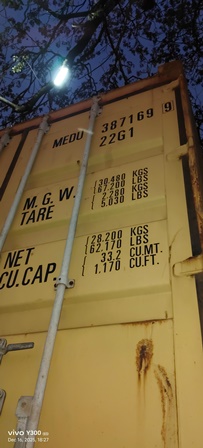 MEDU 387169 9
22G1
M. G. W. 30.480 KGS
67.200 LBS
TARE 2.280 KGS
5.030 LBS
NET 28.200 KGS
62.170 LBS
CU.CAP. 33.2 CU.MT.
1.170 CU.FT.
vivo Y300 5G
Dec 16, 2025, 18:27